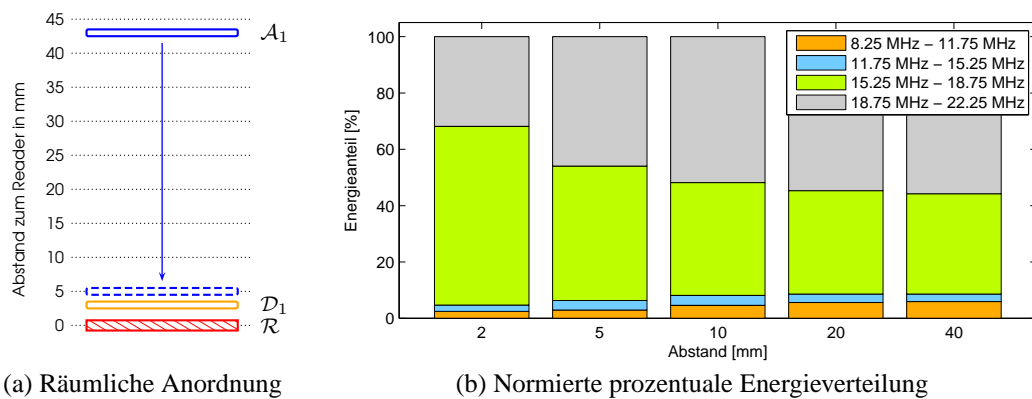 Abstand zum Reader in mm
45
40
35
30
25
20
15
10
5
0
A₁
D₁
R
(a) Räumliche Anordnung
Energieanteil [%]
100
80
60
40
20
0
8.25 MHz − 11.75 MHz
11.75 MHz − 15.25 MHz
15.25 MHz − 18.75 MHz
18.75 MHz − 22.25 MHz
2 5 10 20 40
Abstand [mm]
(b) Normierte prozentuale Energieverteilung